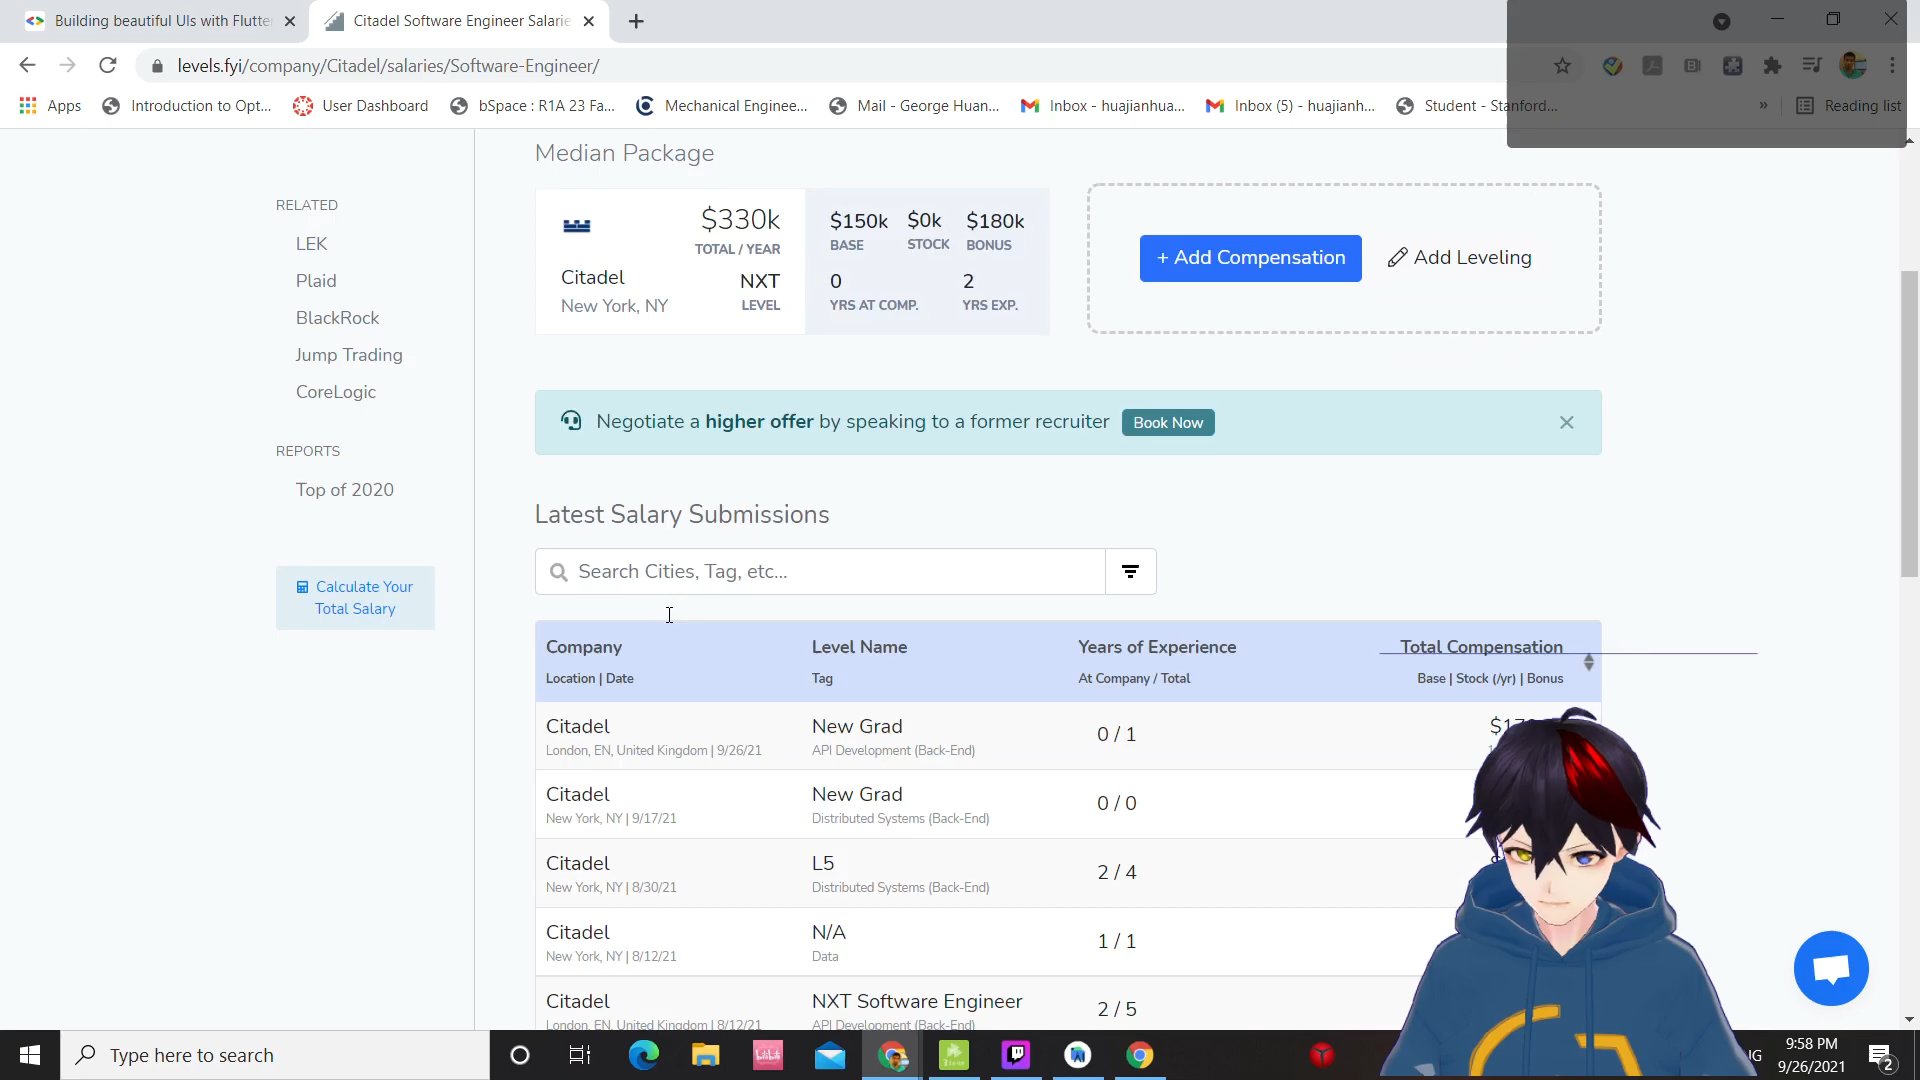 Building beautiful UIs with Flutte
Citadel Software Engineer Salarie
levels.fyi/company/Citadel/salaries/Software-Engineer/
Apps
Introduction to Opt...
User Dashboard
bSpace : R1A 23 Fa...
Mechanical Enginee...
Mail - George Huan...
Inbox - huajianhua...
Inbox (5) - huajianh...
Student - Stanford...
»
Reading list
Median Package
RELATED
LEK
Plaid
BlackRock
Jump Trading
CoreLogic
REPORTS
Top of 2020
Calculate Your
Total Salary
$330k
TOTAL / YEAR
Citadel
New York, NY
NXT
LEVEL
$150k
BASE
$0k
STOCK
$180k
BONUS
0
YRS AT COMP.
2
YRS EXP.
+ Add Compensation
Add Leveling
Negotiate a higher offer by speaking to a former recruiter
Book Now
Latest Salary Submissions
Search Cities, Tag, etc...
Company
Location | Date
Level Name
Tag
Years of Experience
At Company / Total
Total Compensation
Base | Stock (/yr) | Bonus
Citadel
London, EN, United Kingdom | 9/26/21
New Grad
API Development (Back-End)
0 / 1
Citadel
New York, NY | 9/17/21
New Grad
Distributed Systems (Back-End)
0 / 0
Citadel
New York, NY | 8/30/21
L5
Distributed Systems (Back-End)
2 / 4
Citadel
New York, NY | 8/12/21
N/A
Data
1 / 1
Citadel
London, EN, United Kingdom | 8/12/21
NXT Software Engineer
API Development (Back-End)
2 / 5
Type here to search
9:58 PM
9/26/2021
2